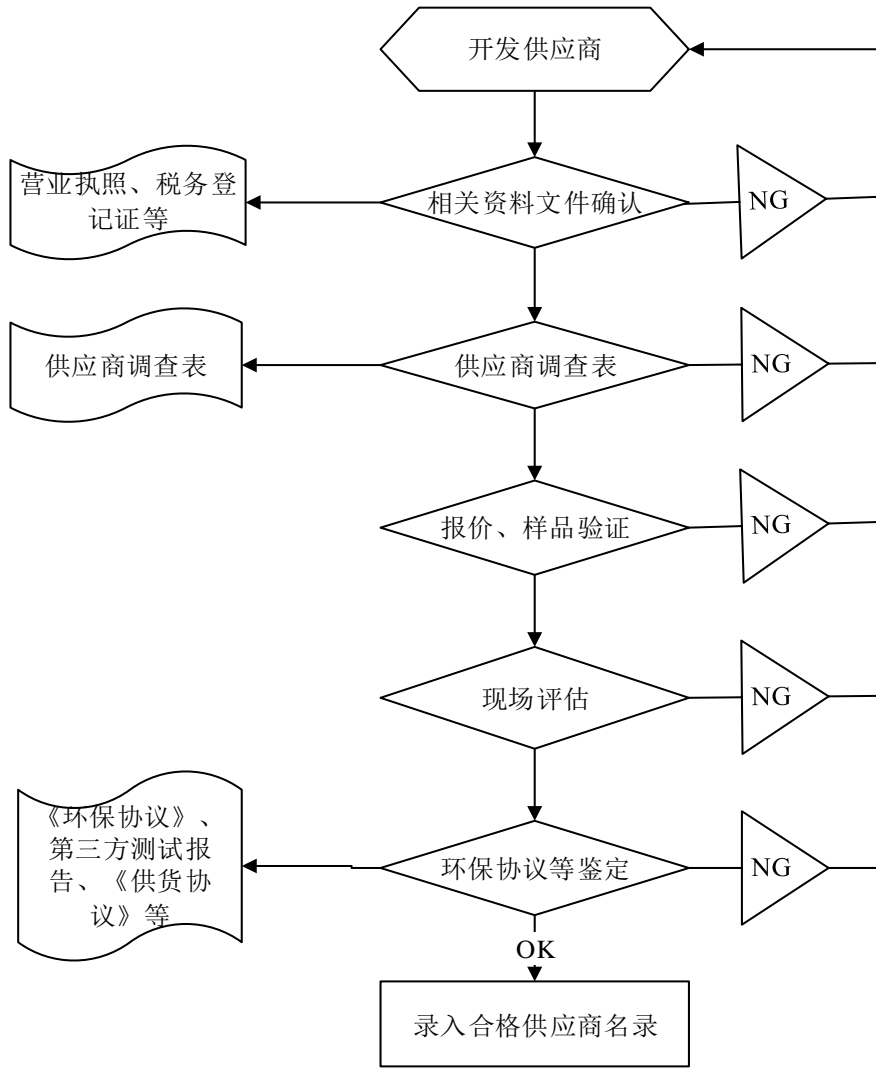 开发供应商
营业执照、税务登
记证等
相关资料文件确认
NG
供应商调查表
供应商调查表
NG
报价、样品验证
NG
现场评估
NG
《环保协议》、
第三方测试报
告、《供货协
议》等
环保协议等鉴定
NG
OK
录入合格供应商名录